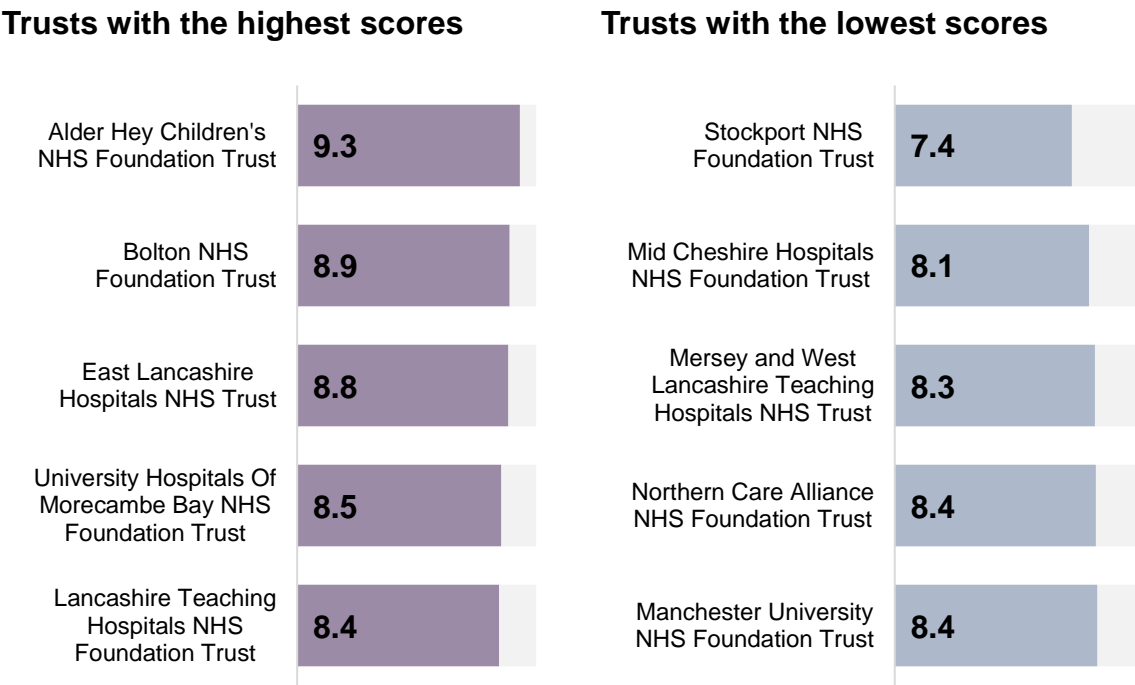 Trusts with the highest scores
Alder Hey Children's
NHS Foundation Trust
9.3
Bolton NHS
Foundation Trust
8.9
East Lancashire
Hospitals NHS Trust
8.8
University Hospitals Of
Morecambe Bay NHS
Foundation Trust
8.5
Lancashire Teaching
Hospitals NHS
Foundation Trust
8.4
Trusts with the lowest scores
Stockport NHS
Foundation Trust
7.4
Mid Cheshire Hospitals
NHS Foundation Trust
8.1
Mersey and West
Lancashire Teaching
Hospitals NHS Trust
8.3
Northern Care Alliance
NHS Foundation Trust
8.4
Manchester University
NHS Foundation Trust
8.4